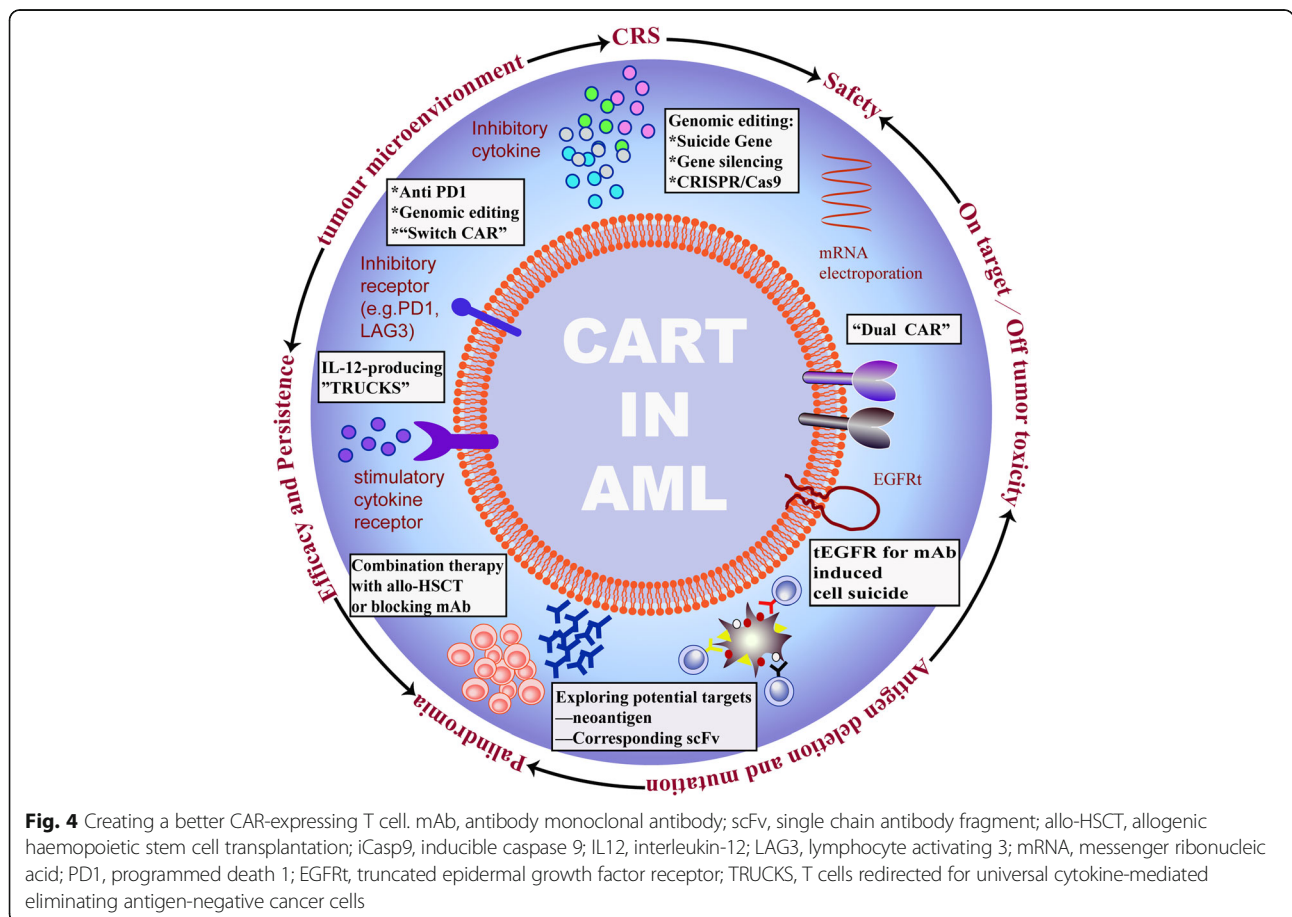 CRS
Safety
On target / Off tumor toxicity
Antigen deletion and mutation
Palindromia
Efficacy and Persistence
tumour microenvironment
Inhibitory
cytokine
Genomic editing:
*Suicide Gene
*Gene silencing
*CRISPR/Cas9
*Anti PD1
*Genomic editing
*“Switch CAR”
mRNA
electroporation
Inhibitory
receptor
(e.g.PD1,
LAG3)
“Dual CAR”
CART
IN
AML
IL-12-producing
”TRUCKS”
stimulatory
cytokine
receptor
EGFRt
tEGFR for mAb
induced
cell suicide
Combination therapy
with allo-HSCT
or blocking mAb
Exploring potential targets
—neoantigen
—Corresponding scFv
Fig. 4 Creating a better CAR-expressing T cell. mAb, antibody monoclonal antibody; scFv, single chain antibody fragment; allo-HSCT, allogenic
haemopoietic stem cell transplantation; iCasp9, inducible caspase 9; IL12, interleukin-12; LAG3, lymphocyte activating 3; mRNA, messenger ribonucleic
acid; PD1, programmed death 1; EGFRt, truncated epidermal growth factor receptor; TRUCKS, T cells redirected for universal cytokine-mediated
eliminating antigen-negative cancer cells